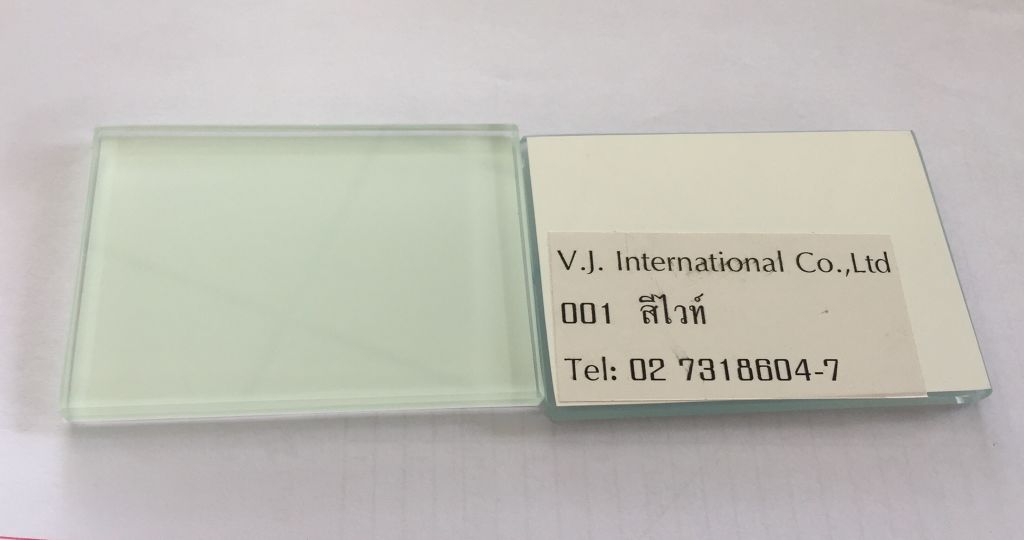 V.J. International Co.,Ltd
001 สีไวท์
Tel: 02 7318604-7